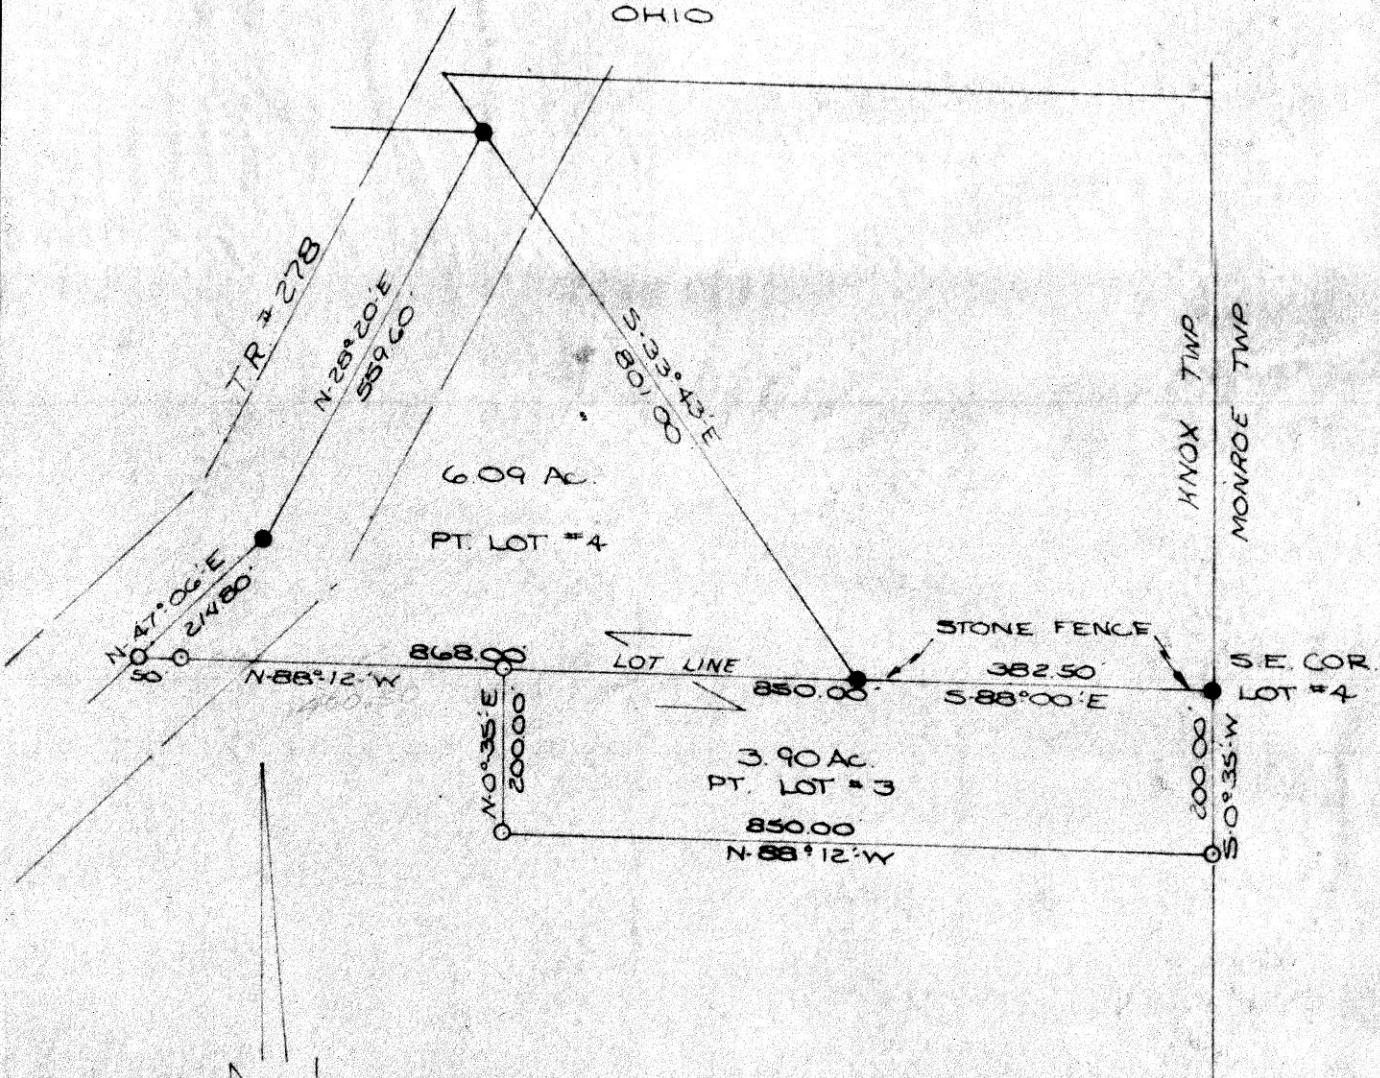 OHIO
T.R. # 278
N-28°20'E
559.60'
S-33°43'E
801.00
KNOX TWP.
MONROE TWP.
6.09 Ac.
PT. LOT #4
N-47°06'E
214.80'
50
N-88°12'-W
868.00'
LOT LINE
850.00'
STONE FENCE
382.50'
S-88°00'E
S.E. COR.
LOT #4
N-0°35'E
200.00'
3.90 Ac.
PT. LOT #3
200.00'
S-0°35'-W
850.00
N-88°12'-W